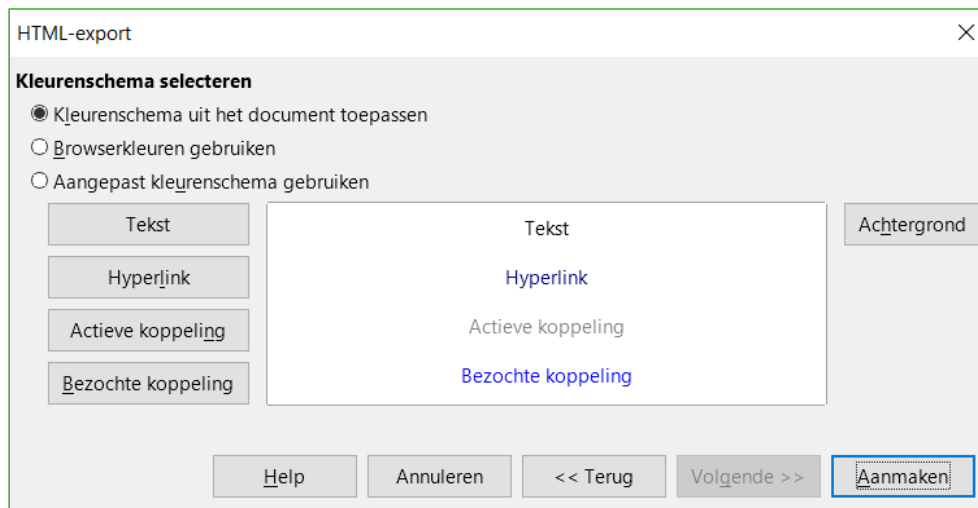 HTML-export
Kleurenschema selecteren
Kleurenschema uit het document toepassen
Browserkleuren gebruiken
Aangepast kleurenschema gebruiken
Tekst
Tekst
Achtergrond
Hyperlink
Hyperlink
Actieve koppeling
Actieve koppeling
Bezochte koppeling
Bezochte koppeling
Help
Annuleren
<< Terug
Volgende >>
Aanmaken